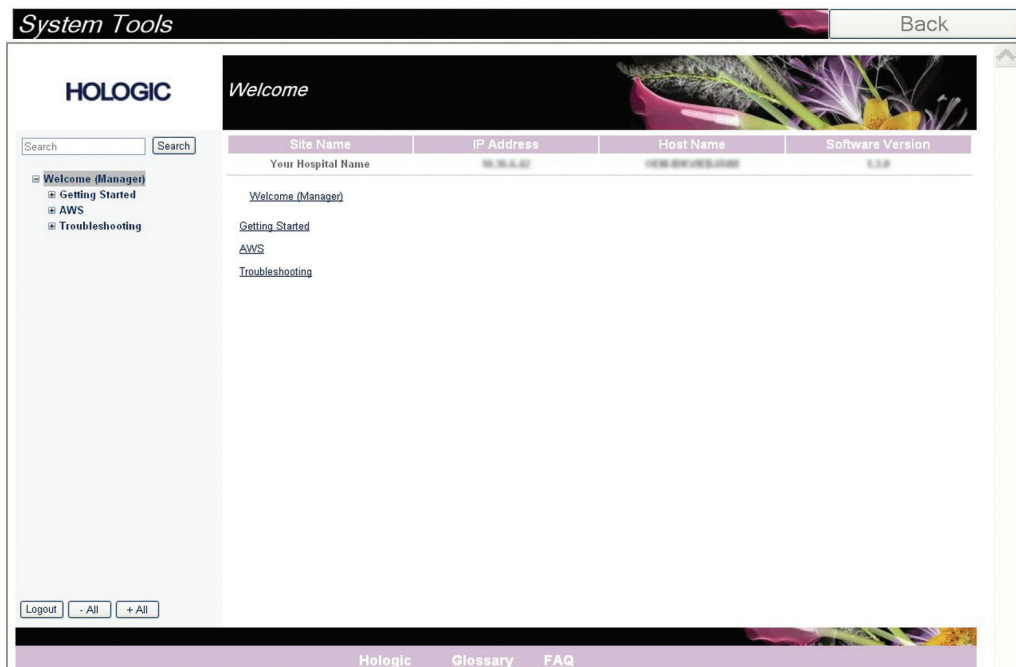 System Tools
Back
HOLOGIC
Welcome
Search
Search
Site Name
IP Address
Host Name
Software Version
Your Hospital Name
Welcome (Manager)
Getting Started
AWS
Troubleshooting
Welcome (Manager)
Getting Started
AWS
Troubleshooting
Logout
- All
+ All
Hologic
Glossary
FAQ